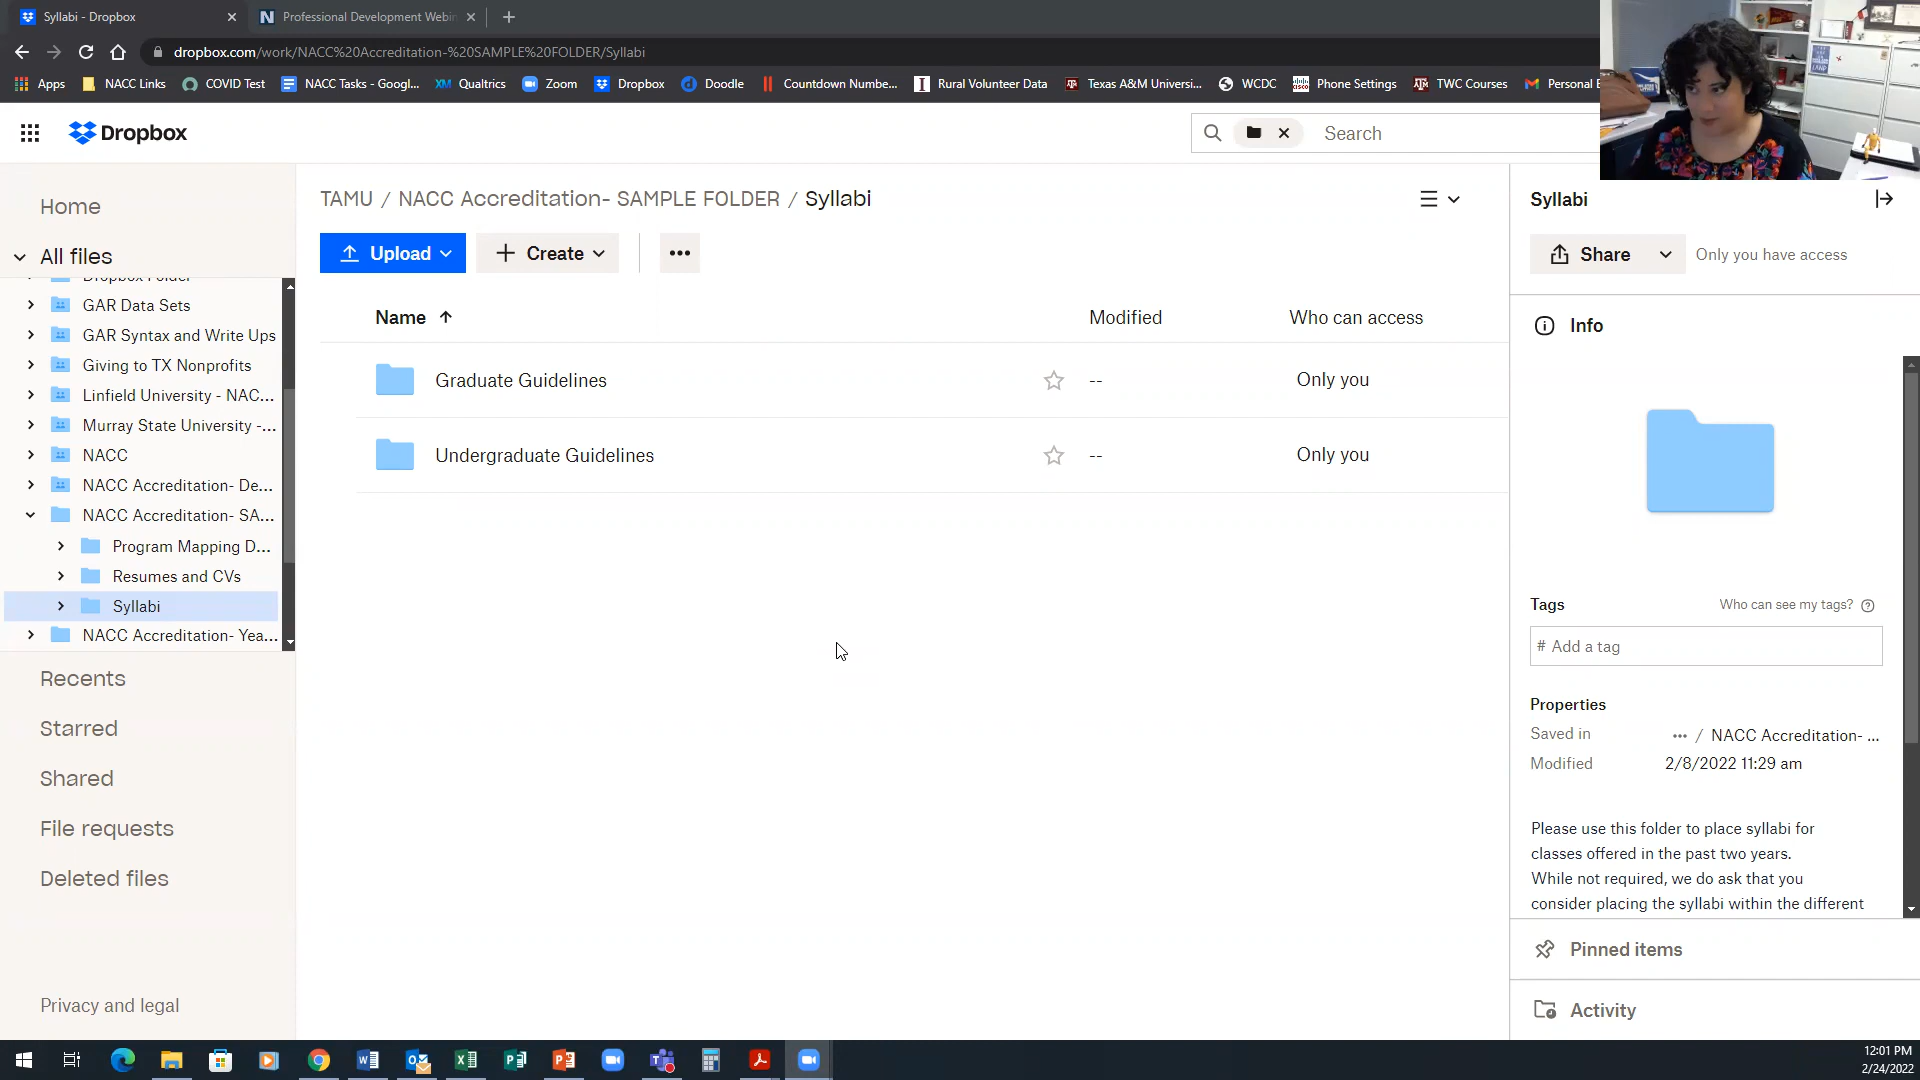 Syllabi - Dropbox
Professional Development Webin
dropbox.com/work/NACC%20Accreditation-%20SAMPLE%20FOLDER/Syllabi
Apps
NACC Links
COVID Test
NACC Tasks - Googl...
XM Qualtrics
Zoom
Dropbox
Doodle
Countdown Numbe...
Rural Volunteer Data
Texas A&M Universi...
WCDC
Phone Settings
TWC Courses
Personal E
Dropbox
Search
Home
All files
Dropbox Folder
GAR Data Sets
GAR Syntax and Write Ups
Giving to TX Nonprofits
Linfield University - NAC...
Murray State University -...
NACC
NACC Accreditation- De...
NACC Accreditation- SA...
Program Mapping D...
Resumes and CVs
Syllabi
NACC Accreditation- Yea...
Recents
Starred
Shared
File requests
Deleted files
Privacy and legal
TAMU / NACC Accreditation- SAMPLE FOLDER / Syllabi
Upload
Create
Name
Modified
Who can access
Graduate Guidelines
--
Only you
Undergraduate Guidelines
--
Only you
Syllabi
Share
Only you have access
Info
Tags
Who can see my tags?
# Add a tag
Properties
Saved in
... / NACC Accreditation- ...
Modified
2/8/2022 11:29 am
Please use this folder to place syllabi for
classes offered in the past two years.
While not required, we do ask that you
consider placing the syllabi within the different
Pinned items
Activity
12:01 PM
2/24/2022